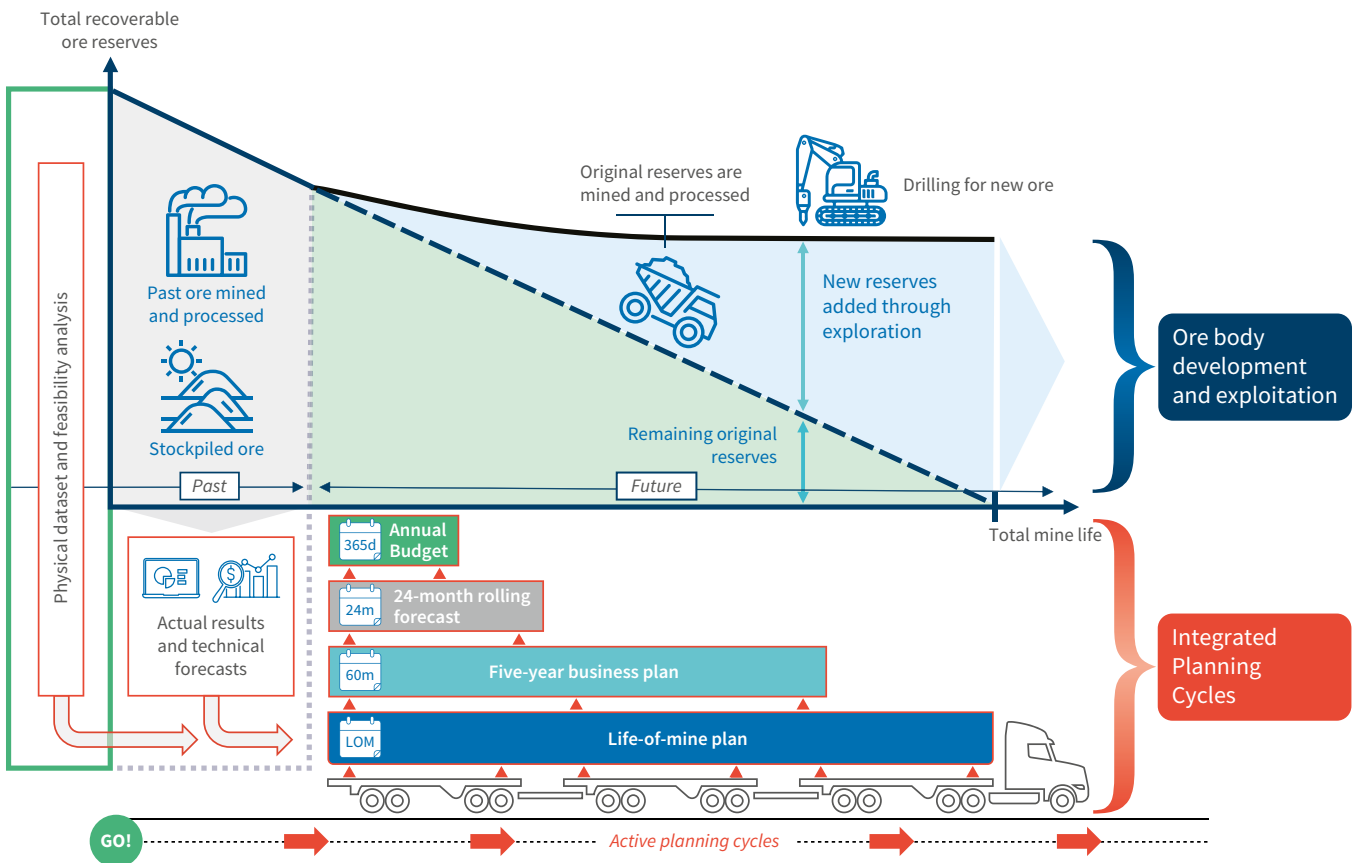 Total recoverable
ore reserves
Original reserves are
mined and processed
Drilling for new ore
Past ore mined
and processed
Stockpiled ore
New reserves
added through
exploration
Remaining original
reserves
Past
Future
Total mine life
Ore body
development
and exploitation
Physical dataset and feasibility analysis
$
Actual results
and technical
forecasts
365d
Annual
Budget
24m
24-month rolling
forecast
60m
Five-year business plan
LOM
Life-of-mine plan
Integrated
Planning
Cycles
GO!
Active planning cycles